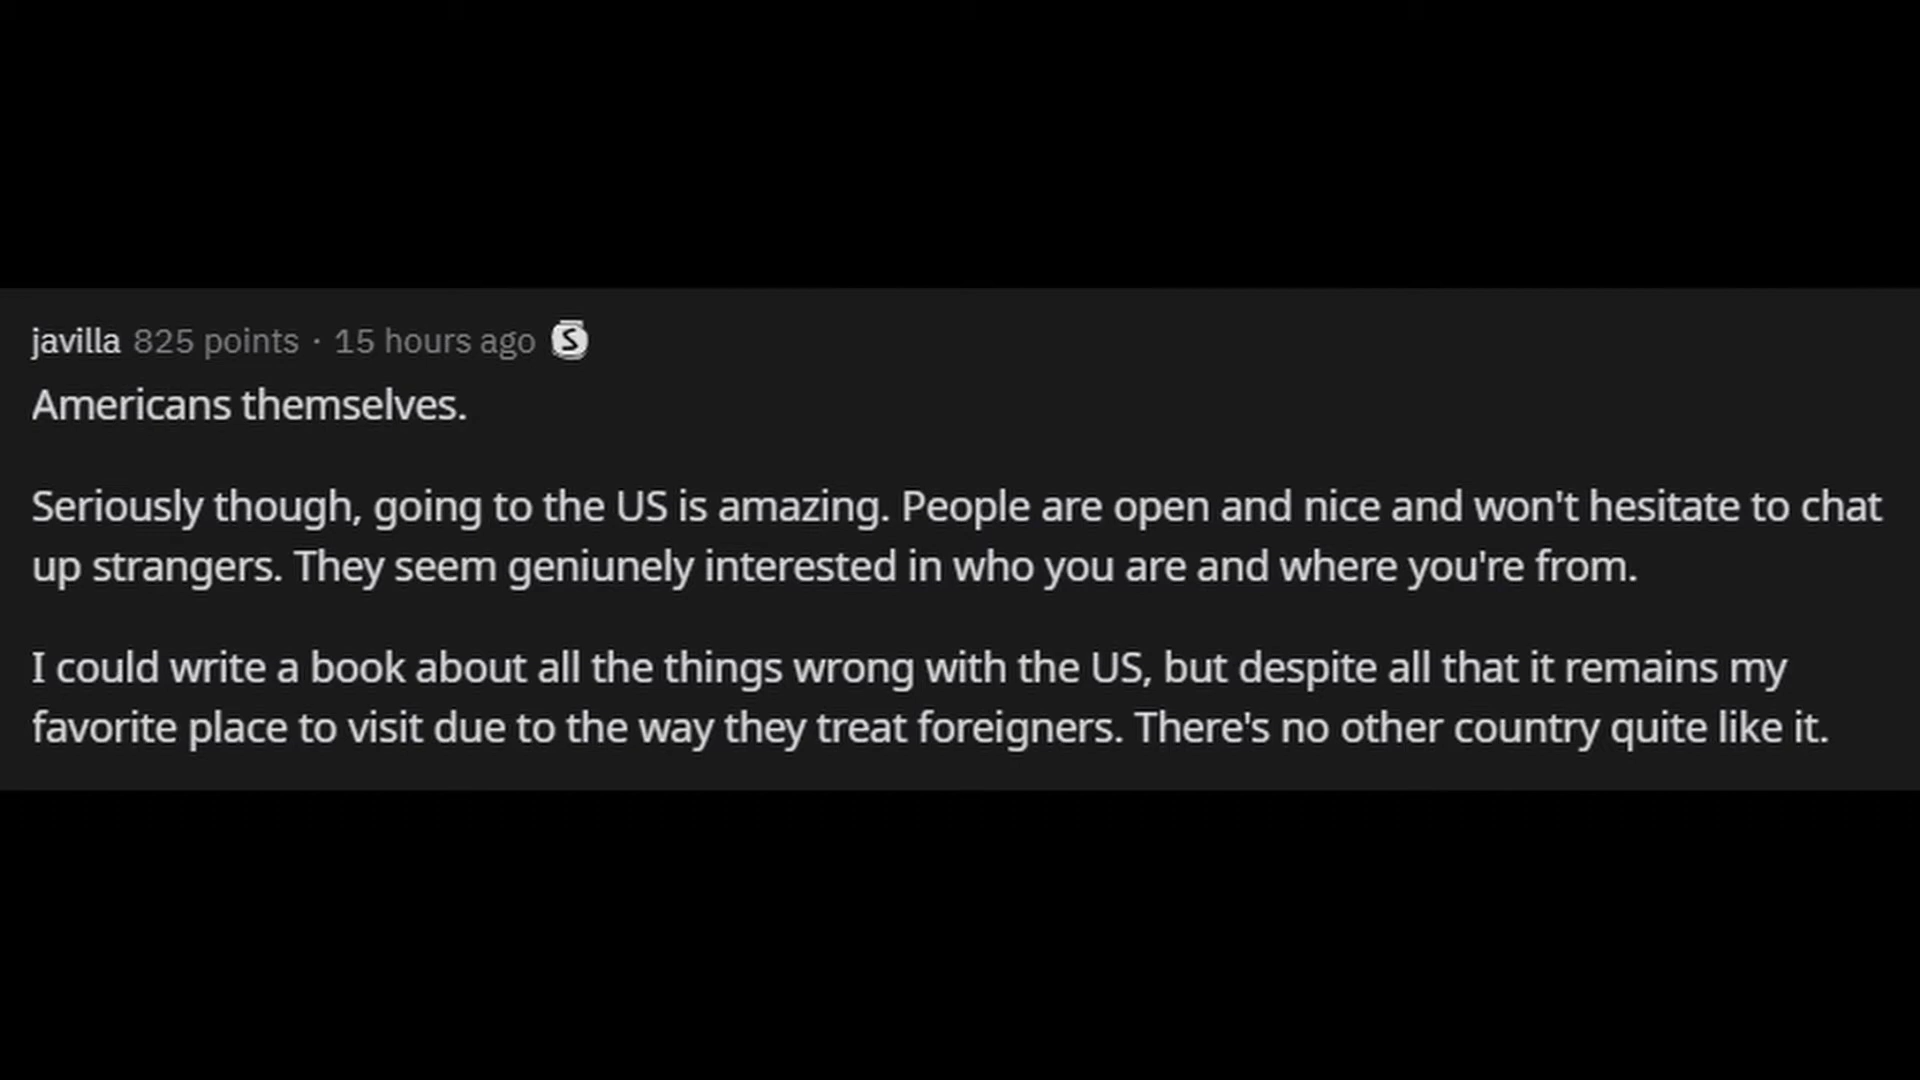 javilla 825 points · 15 hours ago S
Americans themselves.
Seriously though, going to the US is amazing. People are open and nice and won't hesitate to chat
up strangers. They seem geniunely interested in who you are and where you're from.
I could write a book about all the things wrong with the US, but despite all that it remains my
favorite place to visit due to the way they treat foreigners. There's no other country quite like it.